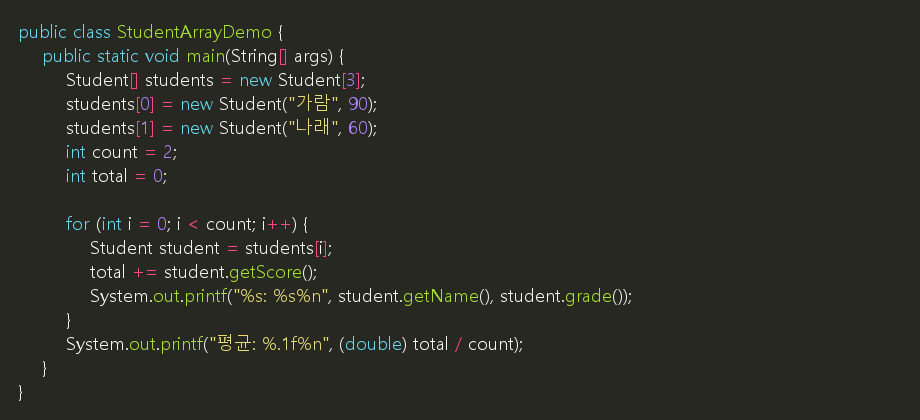 public class StudentArrayDemo {
    public static void main(String[] args) {
        Student[] students = new Student[3];
        students[0] = new Student("가람", 90);
        students[1] = new Student("나래", 60);
        int count = 2;
        int total = 0;

        for (int i = 0; i < count; i++) {
            Student student = students[i];
            total += student.getScore();
            System.out.printf("%s: %s%n", student.getName(), student.grade());
        }
        System.out.printf("평균: %.1f%n", (double) total / count);
    }
}